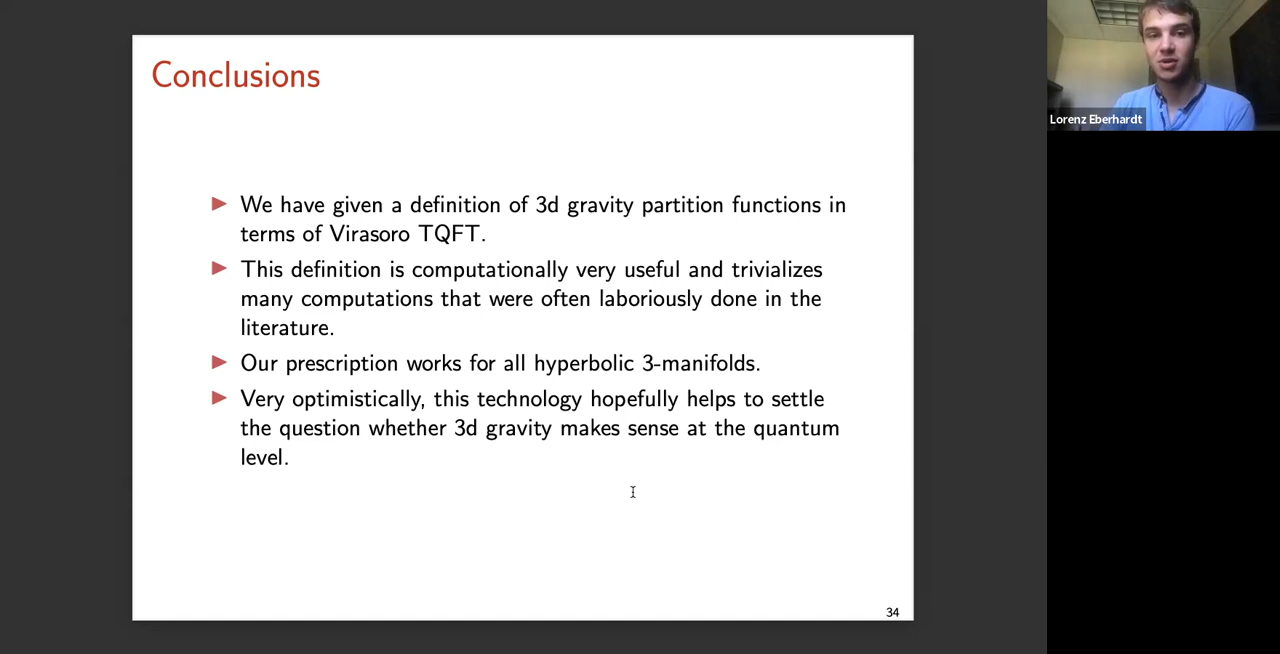 Conclusions
► We have given a definition of 3d gravity partition functions in
terms of Virasoro TQFT.
► This definition is computationally very useful and trivializes
many computations that were often laboriously done in the
literature.
► Our prescription works for all hyperbolic 3-manifolds.
► Very optimistically, this technology hopefully helps to settle
the question whether 3d gravity makes sense at the quantum
level.
34
Lorenz Eberhardt